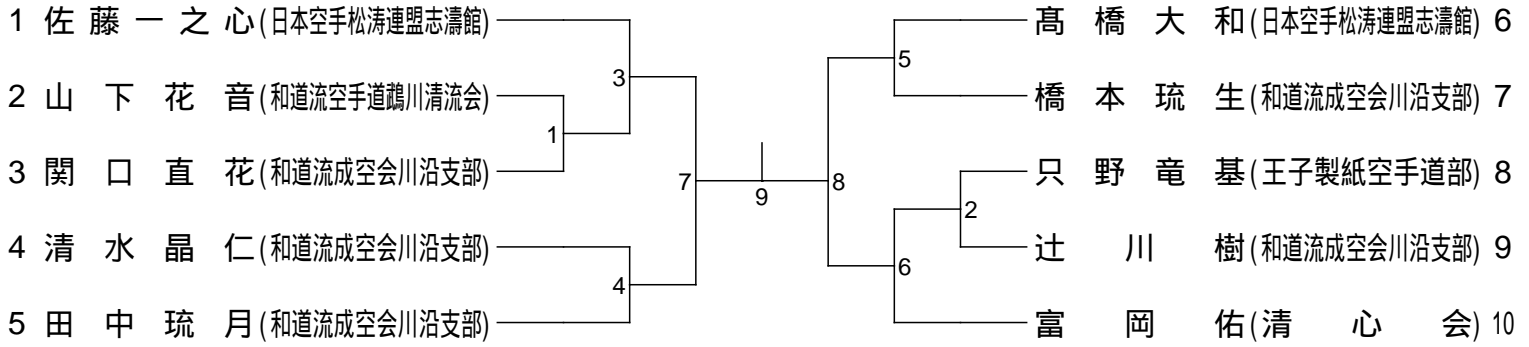 1 佐藤一之心(日本空手松涛連盟志濤館)
2 山下花音(和道流空手道鵡川清流会)
3 関口直花(和道流成空会川沿支部)
4 清水晶仁(和道流成空会川沿支部)
5 田中琉月(和道流成空会川沿支部)
3
1
4
7
9
8
5
2
6
髙橋大和(日本空手松涛連盟志濤館) 6
橋本琉生(和道流成空会川沿支部) 7
只野竜基(王子製紙空手道部) 8
辻川樹(和道流成空会川沿支部) 9
富岡佑(清心会) 10